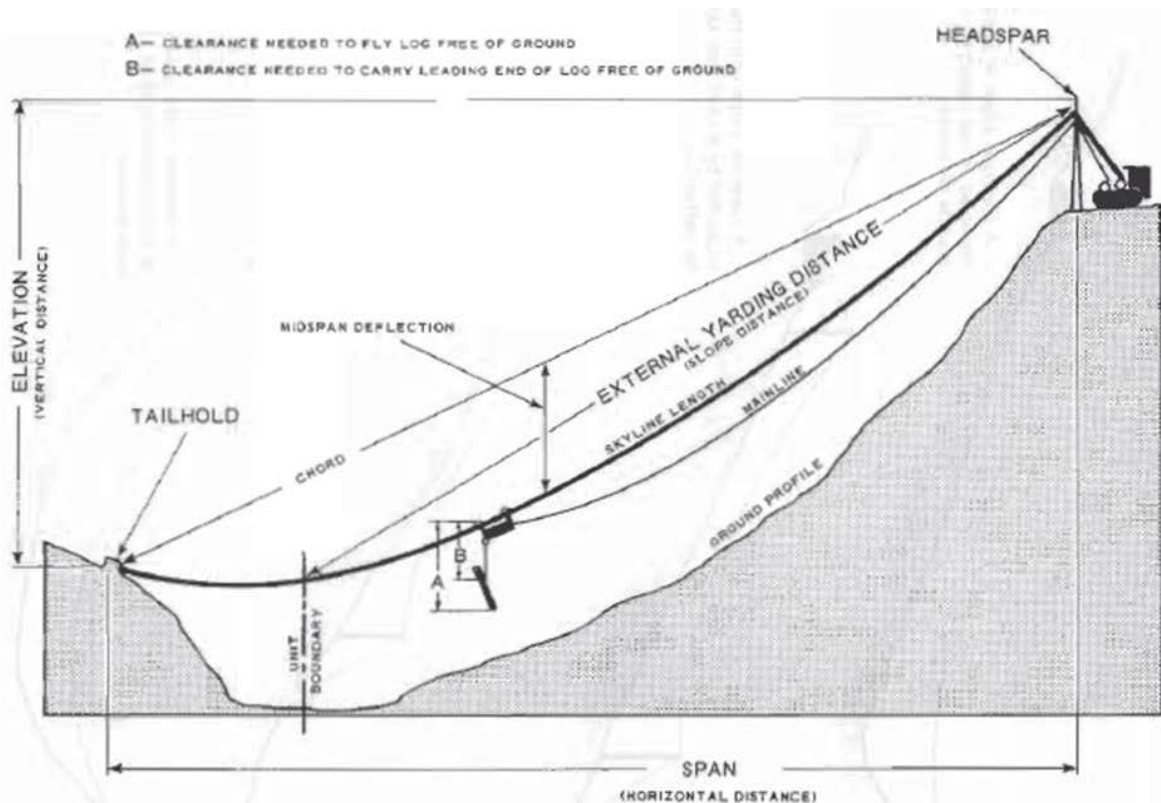 A— CLEARANCE NEEDED TO FLY LOG FREE OF GROUND
B— CLEARANCE NEEDED TO CARRY LEADING END OF LOG FREE OF GROUND
HEADSPAR
ELEVATION
(VERTICAL DISTANCE)
MIDSPAN DEFLECTION
EXTERNAL YARDING DISTANCE
(SLOPE DISTANCE)
TAILHOLD
CHORD
SKYLINE LENGTH
MAINLINE
GROUND PROFILE
B
A
UNIT
BOUNDARY
SPAN
(HORIZONTAL DISTANCE)